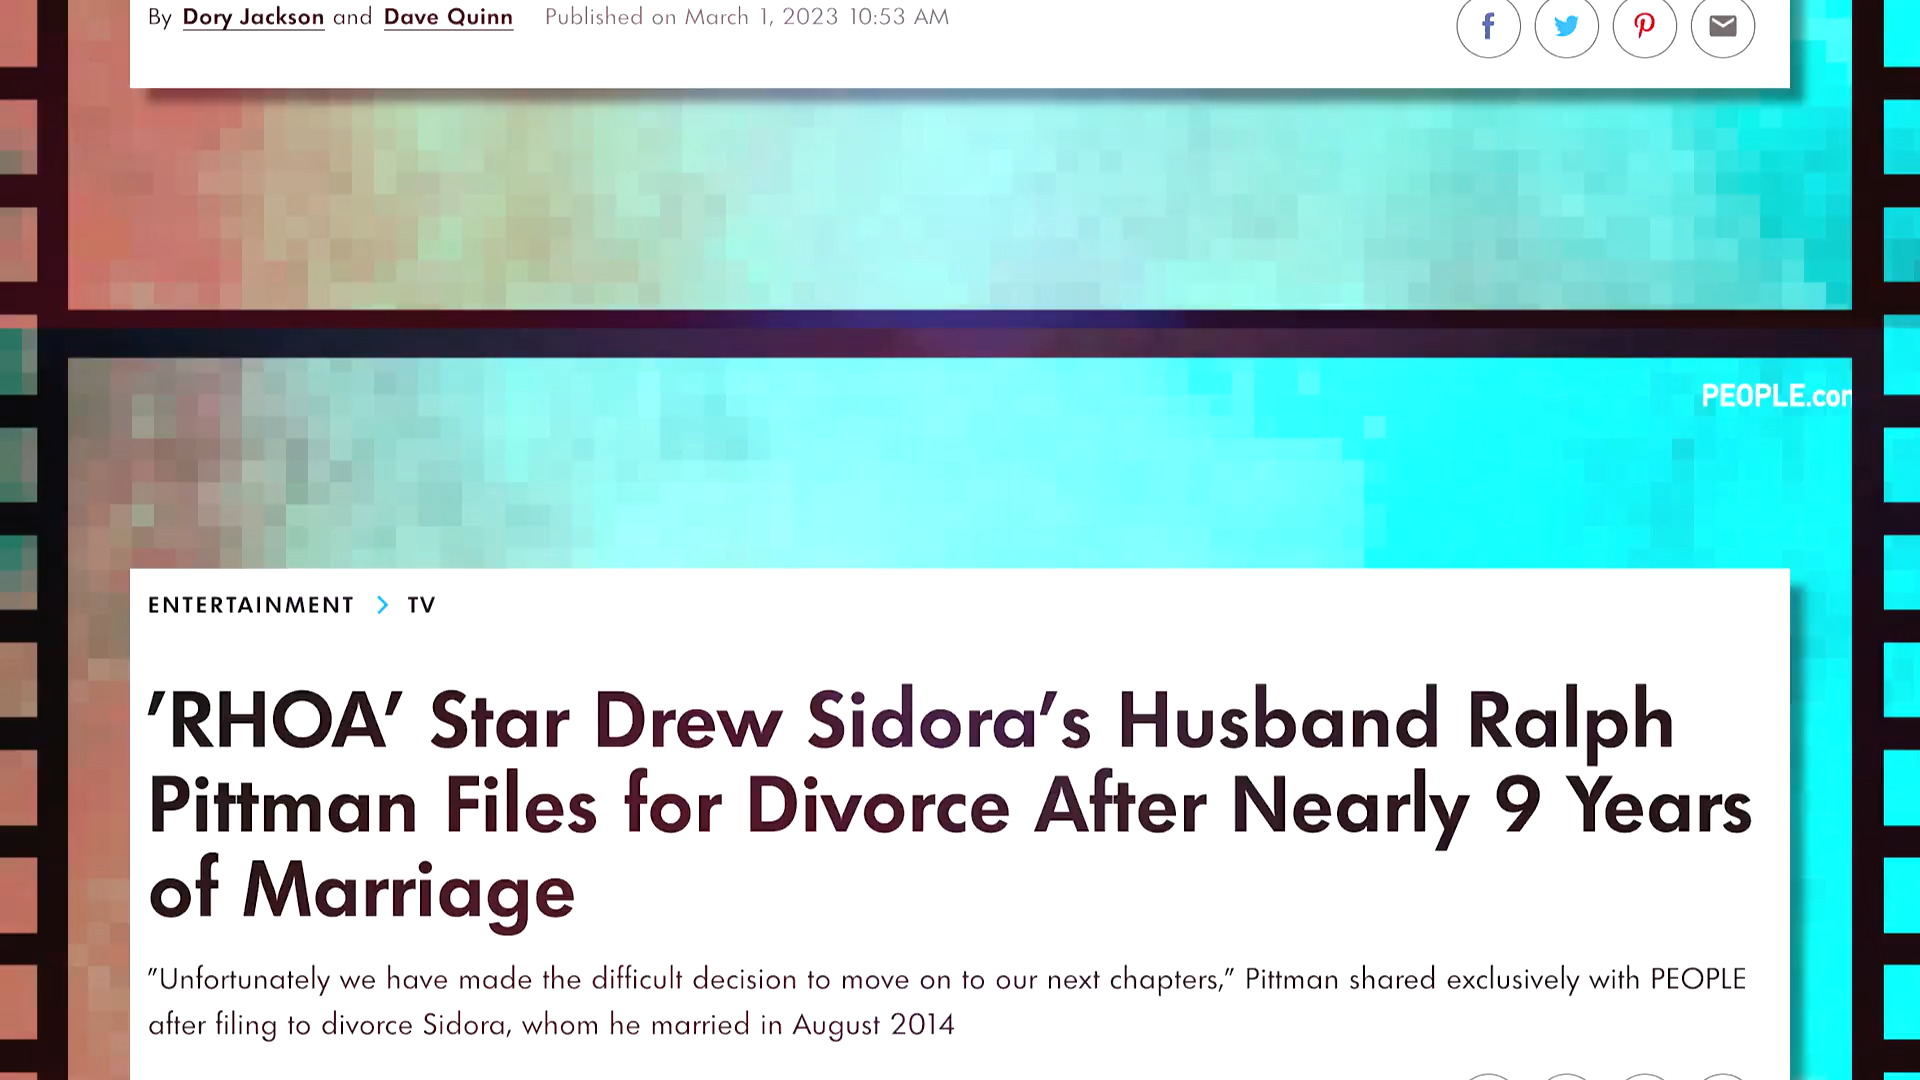 By Dory Jackson and Dave Quinn Published on March 1, 2023 10:53 AM
PEOPLE.com
ENTERTAINMENT > TV
'RHOA' Star Drew Sidora's Husband Ralph
Pittman Files for Divorce After Nearly 9 Years
of Marriage
"Unfortunately we have made the difficult decision to move on to our next chapters," Pittman shared exclusively with PEOPLE
after filing to divorce Sidora, whom he married in August 2014